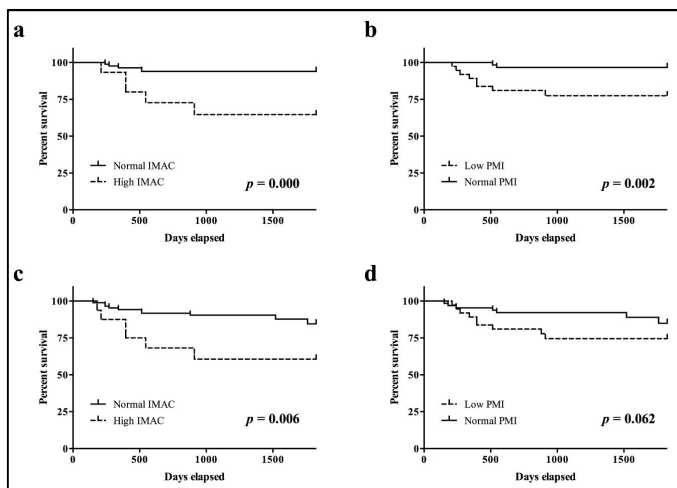 a
100
75
50
25
0
Percent survival
Normal IMAC
High IMAC
p = 0.000
0 500 1000 1500
Days elapsed
b
100
75
50
25
0
Percent survival
Low PMI
Normal PMI
p = 0.002
0 500 1000 1500
Days elapsed
c
100
75
50
25
0
Percent survival
Normal IMAC
High IMAC
p = 0.006
0 500 1000 1500
Days elapsed
d
100
75
50
25
0
Percent survival
Low PMI
Normal PMI
p = 0.062
0 500 1000 1500
Days elapsed